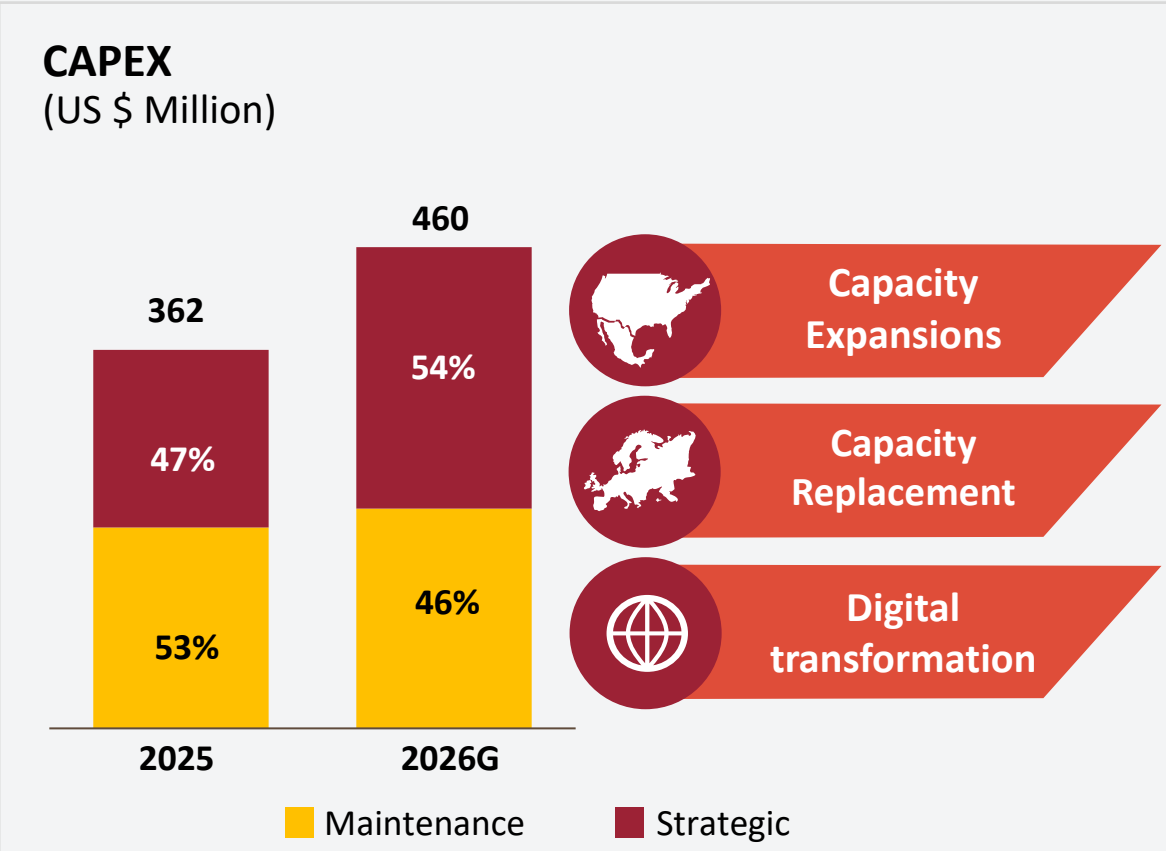 CAPEX
(US $ Million)
362
460
47%
54%
53%
46%
2025
2026G
Maintenance
Strategic
Capacity
Expansions
Capacity
Replacement
Digital
transformation